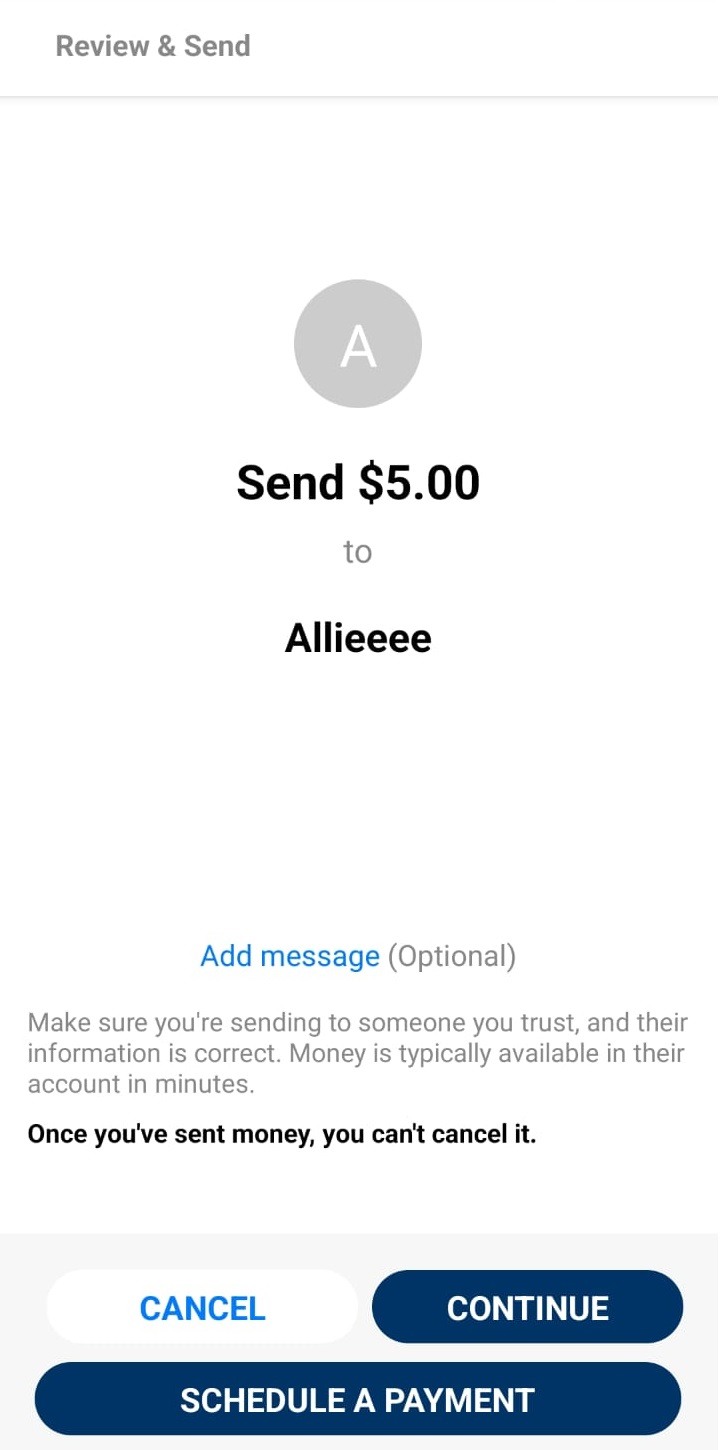 Review & Send
A
Send $5.00
to
Allieeee
Add message (Optional)
Make sure you're sending to someone you trust, and their
information is correct. Money is typically available in their
account in minutes.
Once you've sent money, you can't cancel it.
CANCEL
CONTINUE
SCHEDULE A PAYMENT